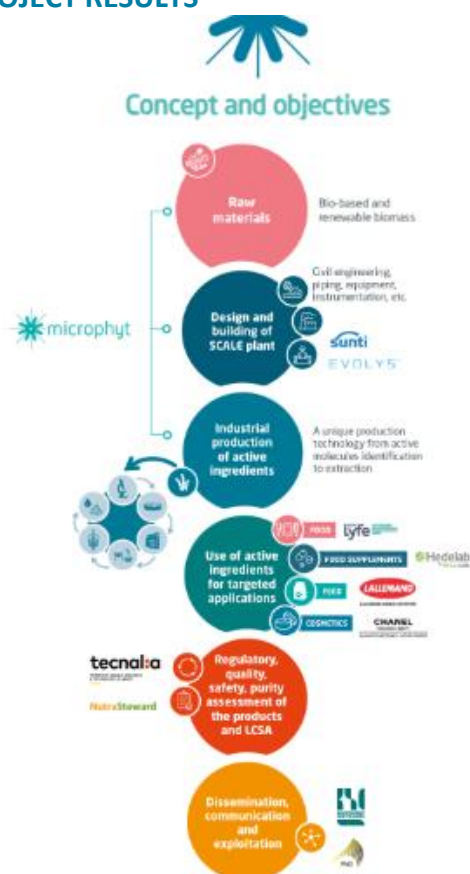 OJECT RESULTS
Concept and objectives
Raw
materials
Bio-based and
renewable biomass
microphyt
Design and
building of
SCALE plant
Civil engineering,
piping, equipment,
instrumentation, etc.
sunti
EVOLYS
Industrial
production
of active
ingredients
A unique production
technology from active
molecules identification
to extraction
Use of active
ingredients
for targeted
applications
FOOD
lyfe
FOOD SUPPLEMENTS
Hedelab
FEED
LALLEMAND
COSMETICS
CHANEL
tecnal:a
NutraSteward
Regulatory,
quality,
safety, purity
assessment of
the products
and LCSA
Dissemination,
communication
and
exploitation
PNO